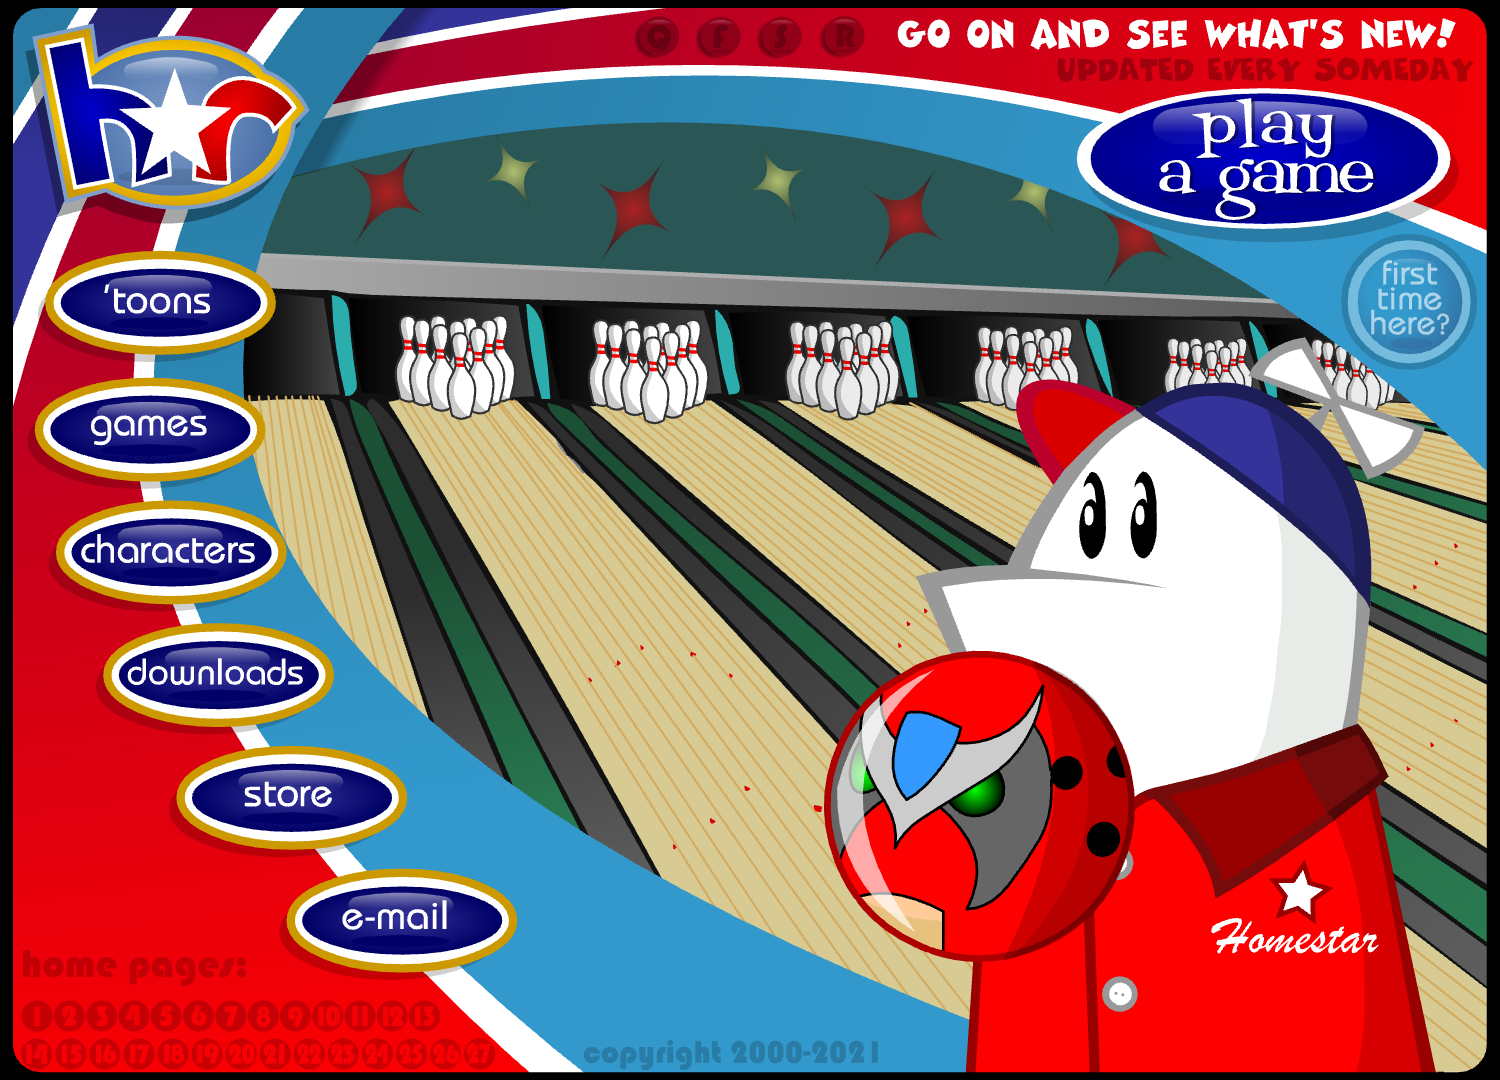 Q F S R
GO ON AND SEE WHAT'S NEW!
UPDATED EVERY SOMEDAY
hr
play
a game
first
time
here?
'toons
games
characters
downloads
store
e-mail
Homestar
home pages:
1 2 3 4 5 6 7 8 9 10 11 12 13
14 15 16 17 18 19 20 21 22 23 24 25 26 27
copyright 2000-2021